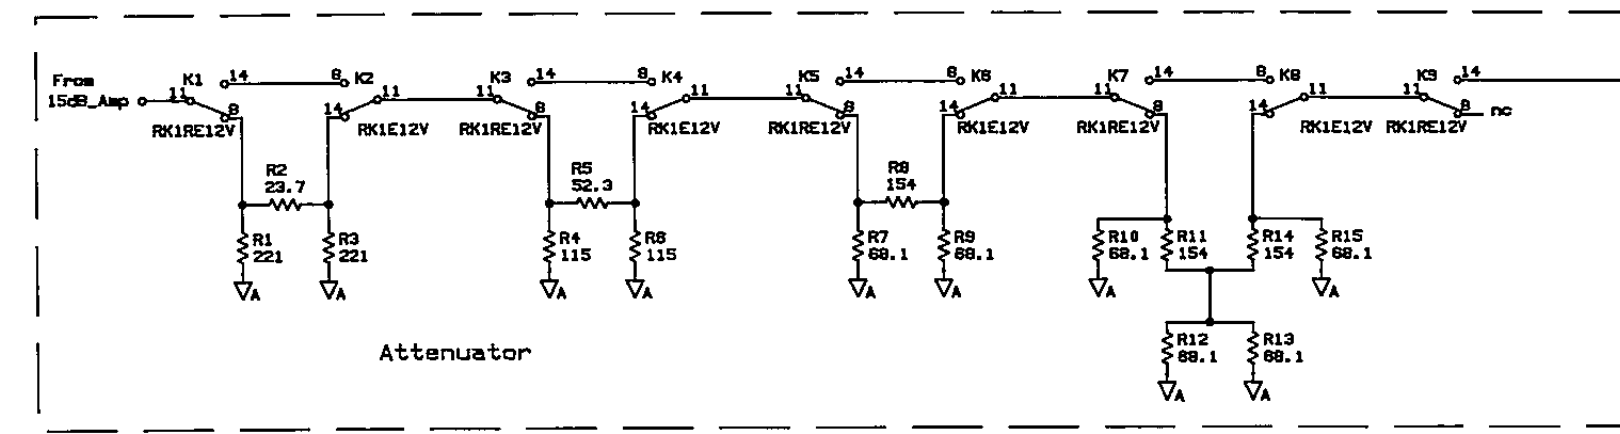 From
15dB_Amp
K1
11
14
8
RK1RE12V
8
K2
14
11
RK1E12V
K3
11
14
8
RK1RE12V
8
K4
14
11
RK1E12V
K5
11
14
8
RK1RE12V
8
K6
14
11
RK1E12V
K7
11
14
8
RK1RE12V
8
K8
14
11
RK1E12V
K9
11
14
8
nc
RK1RE12V
R2
23.7
R5
52.3
R8
154
R1
221
R3
221
R4
115
R6
115
R7
68.1
R9
68.1
R10
68.1
R11
154
R14
154
R15
68.1
A
A
A
A
A
A
A
A
R12
68.1
R13
68.1
A
A
Attenuator